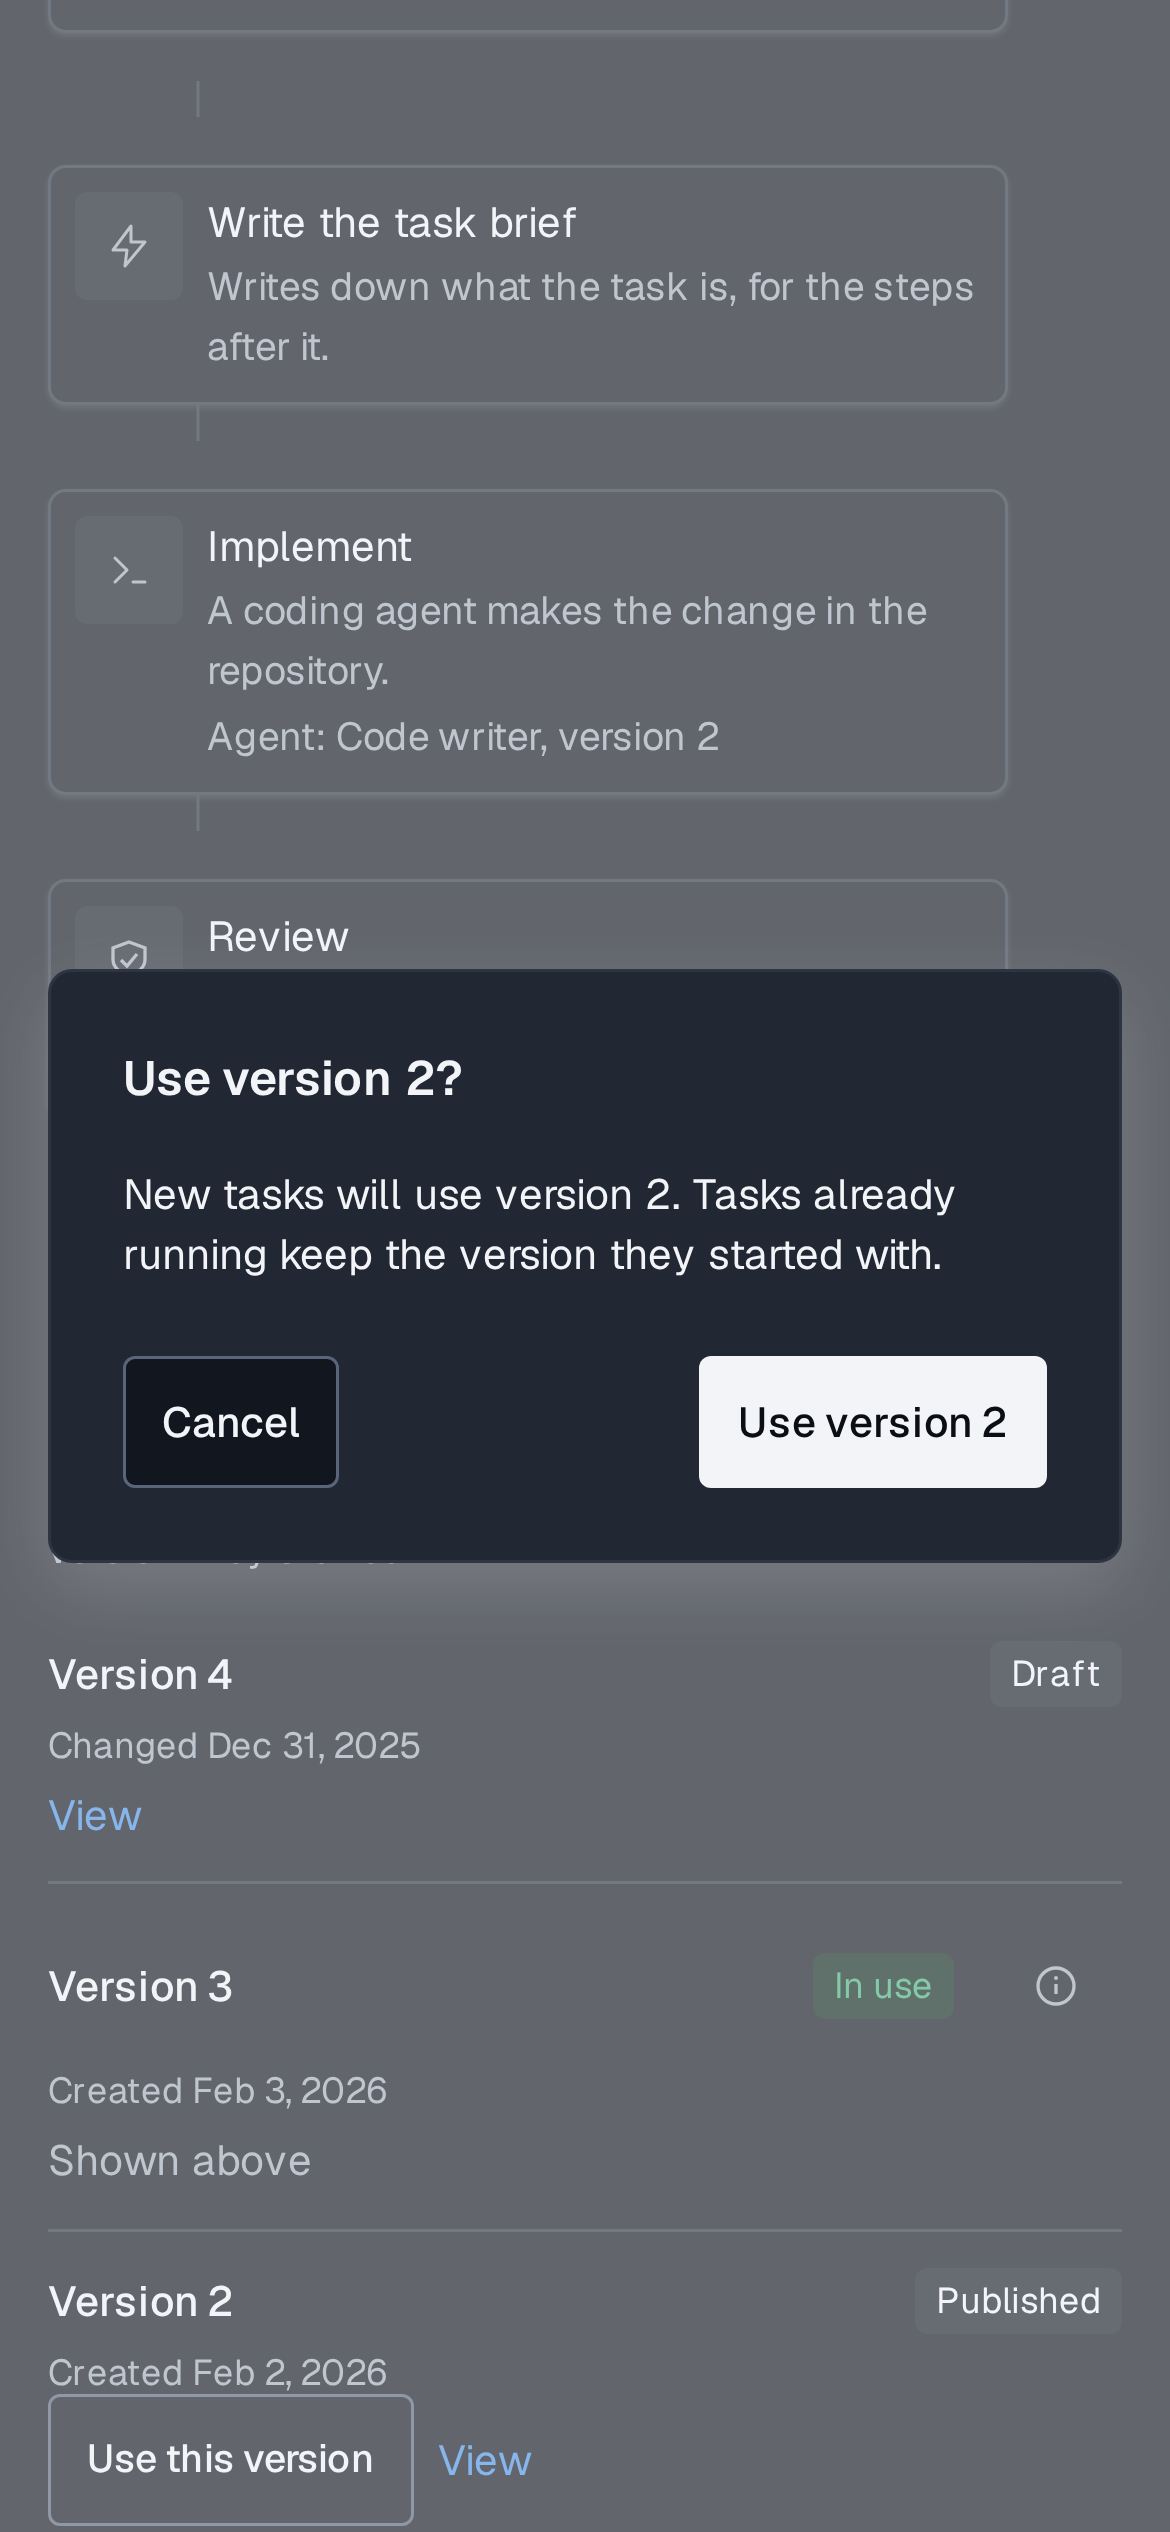 Write the task brief
Writes down what the task is, for the steps
after it.
Implement
A coding agent makes the change in the
repository.
Agent: Code writer, version 2
Review
Use version 2?
New tasks will use version 2. Tasks already
running keep the version they started with.
Cancel
Use version 2
Version 4
Draft
Changed Dec 31, 2025
View
Version 3
In use
Created Feb 3, 2026
Shown above
Version 2
Published
Created Feb 2, 2026
Use this version
View